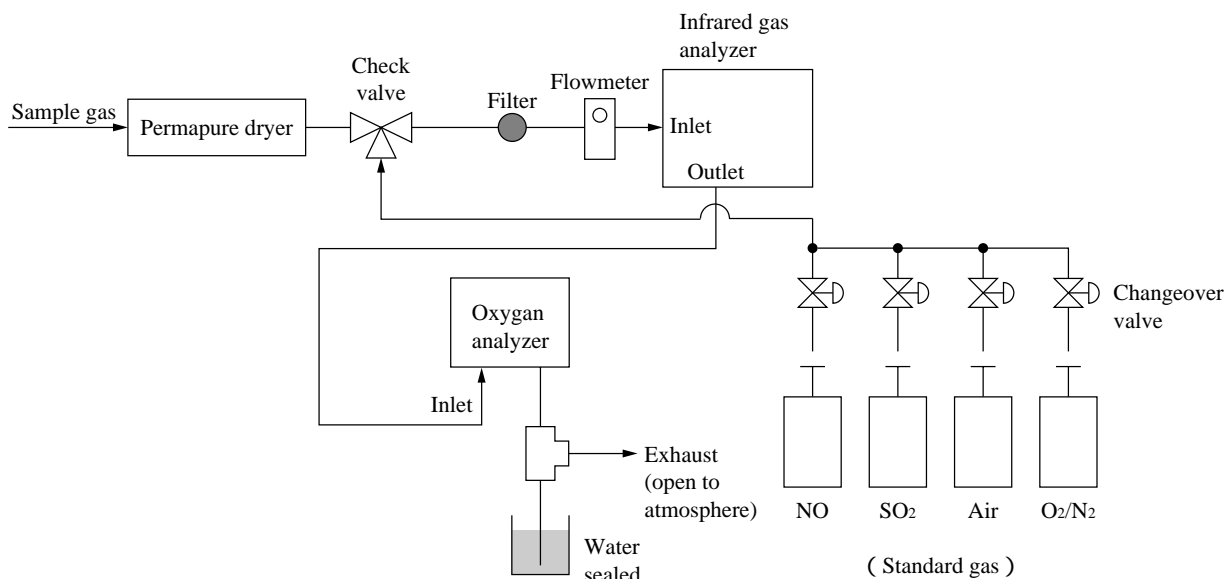 Infrared gas
analyzer
Check
valve
Flowmeter
Filter
Sample gas
Permapure dryer
Inlet
Outlet
Oxygan
analyzer
Changeover
valve
Inlet
Exhaust
(open to
atmosphere)
NO
SO2
Air
O2/N2
Water
sealed
( Standard gas )